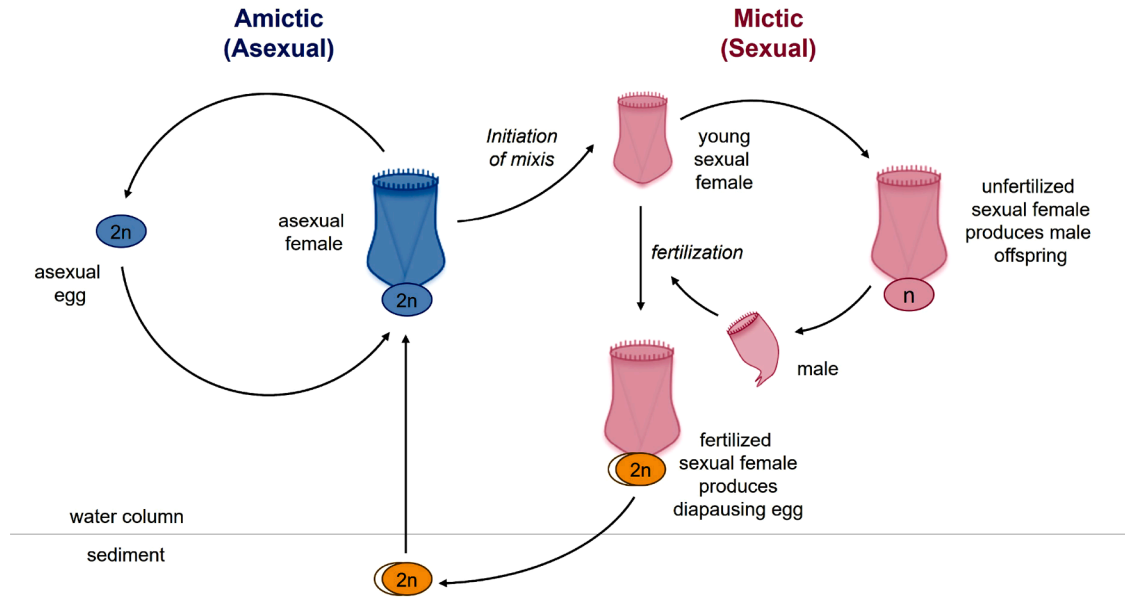 Amictic
(Asexual)
Mictic
(Sexual)
Initiation
of mixis
young
sexual
female
unfertilized
sexual female
produces male
offspring
2n
asexual
egg
asexual
female
2n
fertilization
n
male
2n
fertilized
sexual female
produces
diapausing egg
water column
sediment
2n